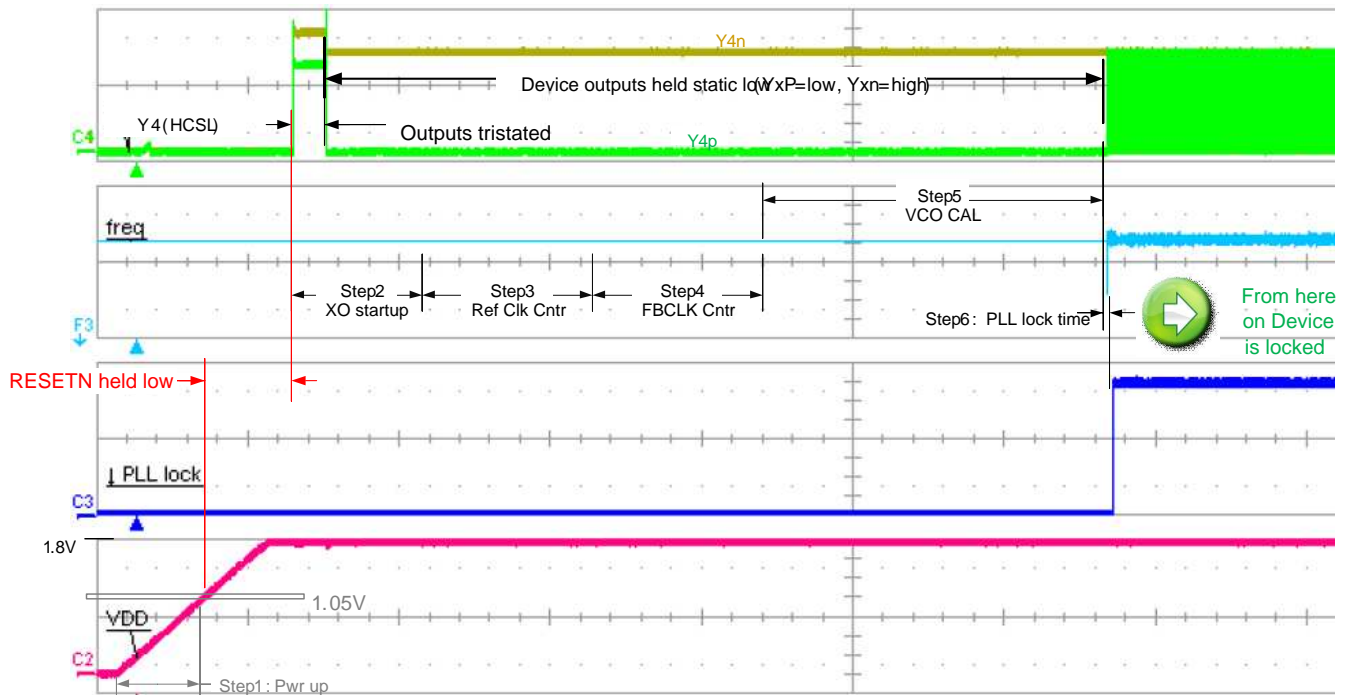 Y4n
Device outputs held static low(YxP=low, Yxn=high)
Y4(HCSL)
Outputs tristated
C4
Y4p
Step5
VCO CAL
freq
Step2
XO startup
Step3
Ref Clk Cntr
Step4
FBCLK Cntr
Step6: PLL lock time
From here
on Device
is locked
F3
RESETN held low
PLL lock
C3
1.8V
1.05V
VDD
C2
Step1: Pwr up